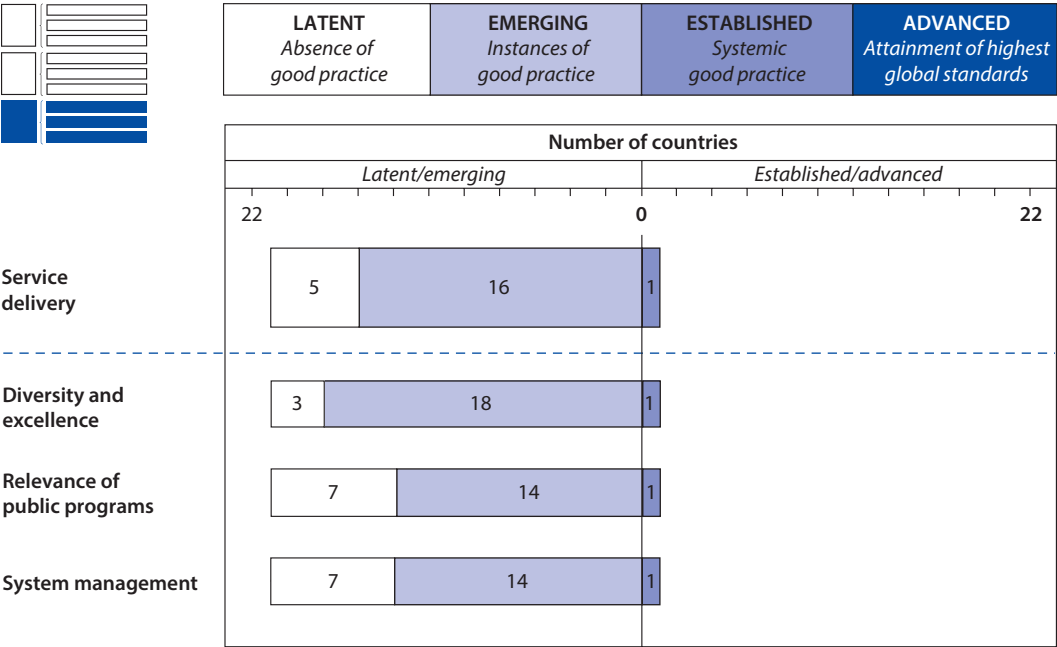 LATENT
Absence of
good practice
EMERGING
Instances of
good practice
ESTABLISHED
Systemic
good practice
ADVANCED
Attainment of highest
global standards
Number of countries
Latent/emerging
Established/advanced
22
0
22
Service
delivery
5
16
1
Diversity and
excellence
3
18
1
Relevance of
public programs
7
14
1
System management
7
14
1